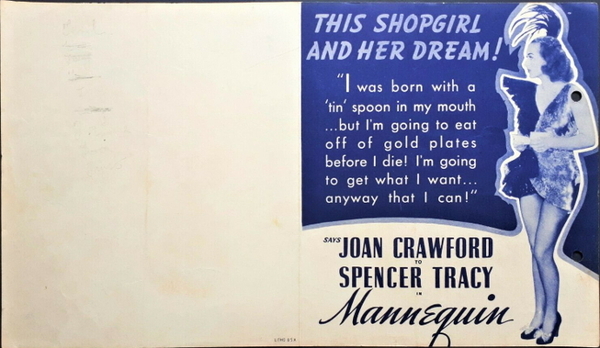 THIS SHOPGIRL
AND HER DREAM!
"I was born with a
'tin' spoon in my mouth
...but I'm going to eat
off of gold plates
before I die! I'm going
to get what I want...
anyway that I can!"
SAYS JOAN CRAWFORD
TO
SPENCER TRACY
IN
Mannequin